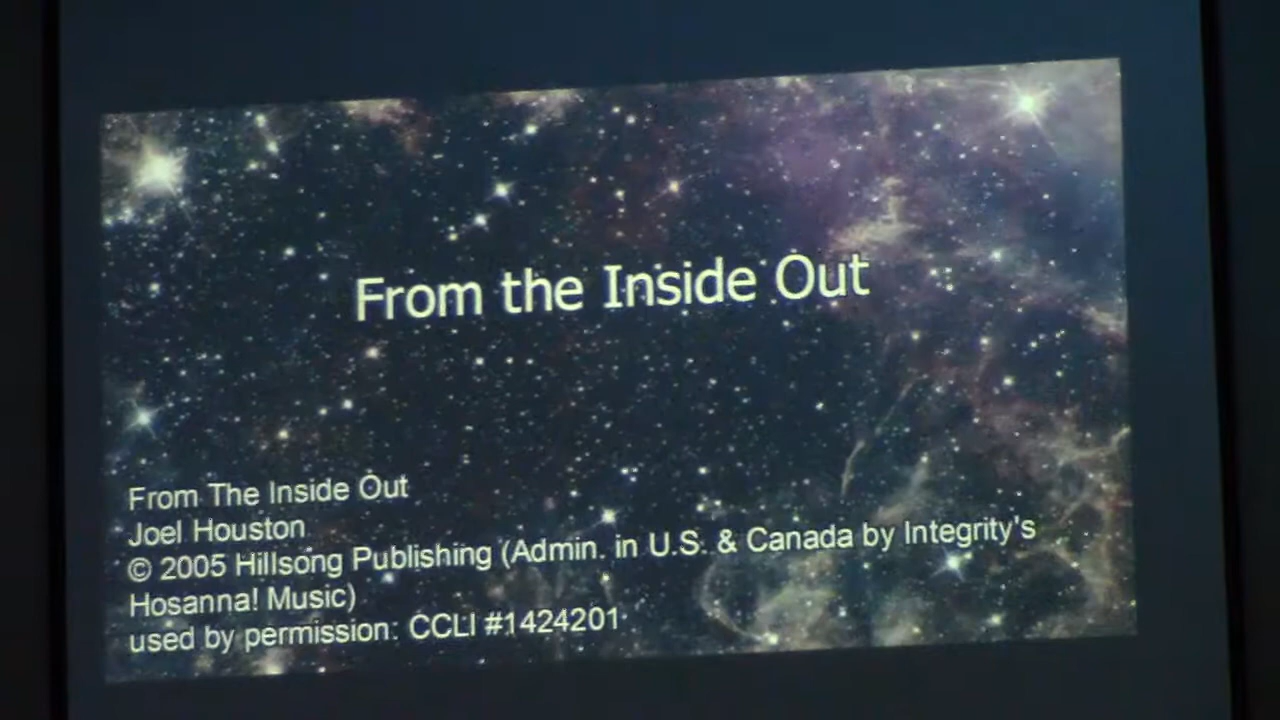 From the Inside Out
From The Inside Out
Joel Houston
© 2005 Hillsong Publishing (Admin. in U.S. & Canada by Integrity's
Hosanna! Music)
used by permission: CCLI #1424201